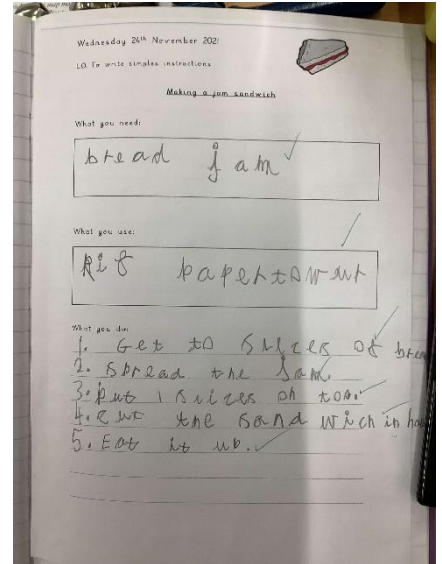 Wednesday 24th November 2021
LO. To write simples instructions
Making a jam sandwich
What you need:
bread jam
What you use:
kif papertowut
What you do:
1. Get to slizes of brea
2. spread the jam.
3. put 1 slizes on top.
4. cut the sand wich in ha
5. Eat it up.